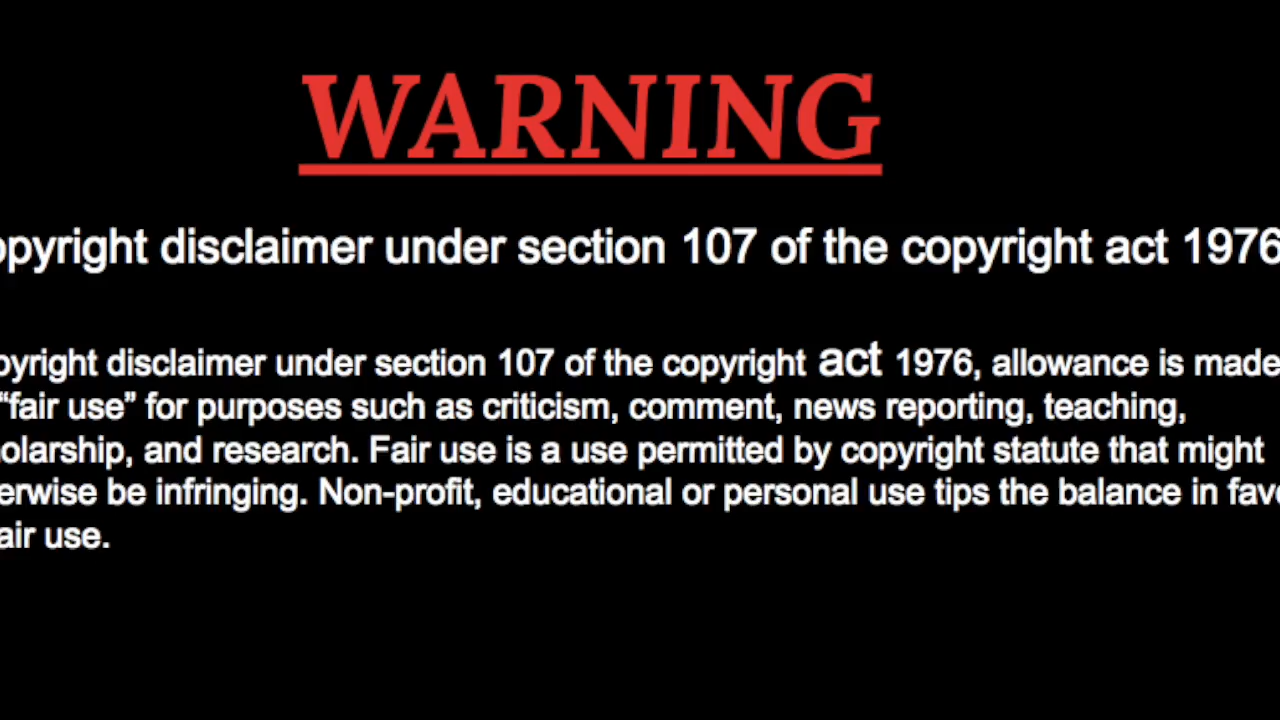 WARNING
opyright disclaimer under section 107 of the copyright act 1976
pyright disclaimer under section 107 of the copyright act 1976, allowance is made
“fair use” for purposes such as criticism, comment, news reporting, teaching,
olarship, and research. Fair use is a use permitted by copyright statute that might
erwise be infringing. Non-profit, educational or personal use tips the balance in favo
air use.